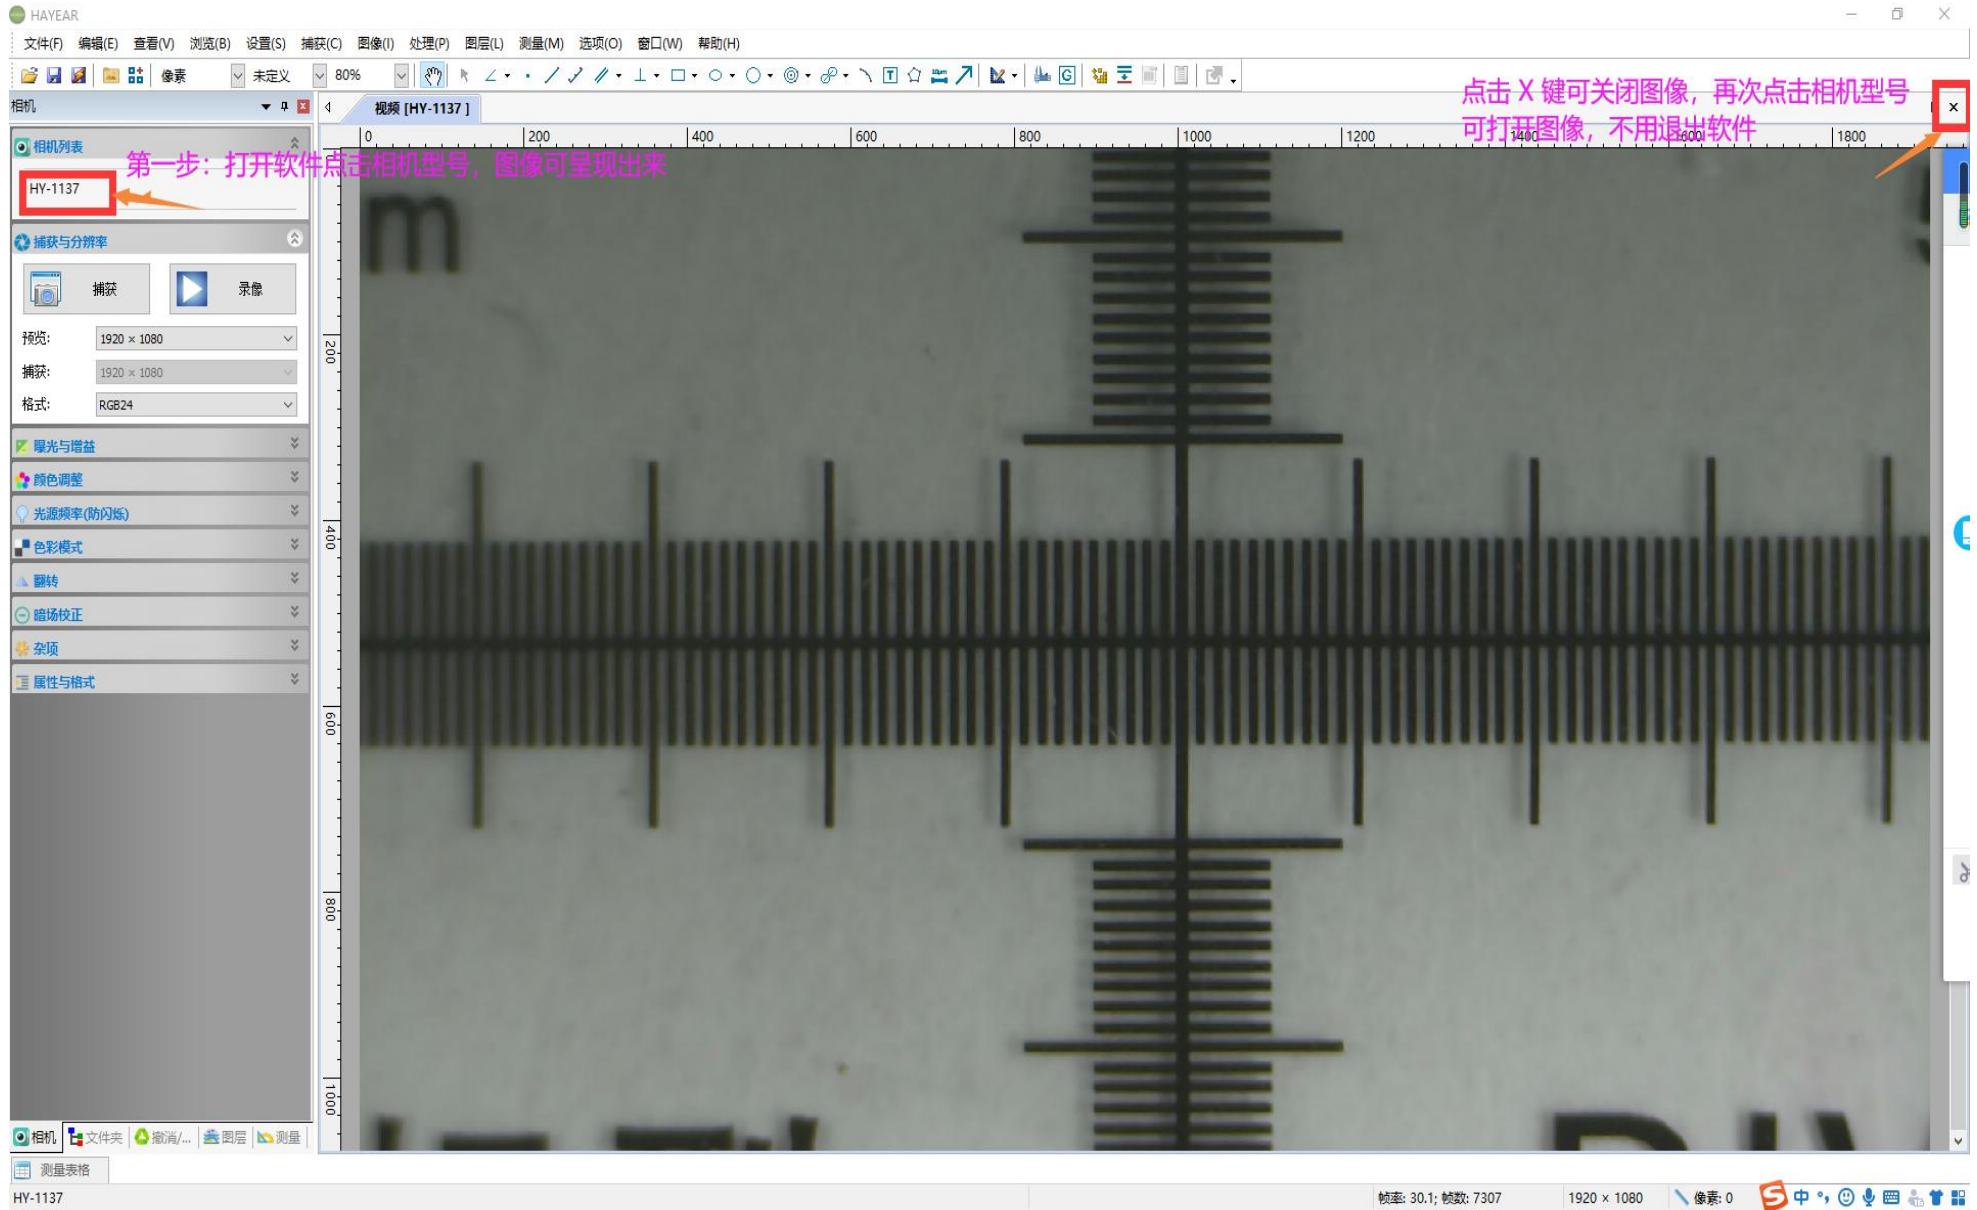 HAYEAR
文件(F) 编辑(E) 查看(V) 浏览(B) 设置(S) 捕获(C) 图像(I) 处理(P) 图层(L) 测量(M) 选项(O) 窗口(W) 帮助(H)
像素 未定义 80%
相机
视频 [HY-1137 ]
点击 X 键可关闭图像，再次点击相机型号
可打开图像，不用退出软件
0 200 400 600 800 1000 1200 1400 1600 1800
相机列表
第一步：打开软件点击相机型号，图像可呈现出来
HY-1137
捕获与分辨率
捕获 录像
预览: 1920 × 1080
捕获: 1920 × 1080
格式: RGB24
曝光与增益
颜色调整
光源频率(防闪烁)
色彩模式
翻转
暗场校正
杂项
属性与格式
200
400
600
800
1000
m
相机 文件夹 撤消/... 图层 测量
测量表格
HY-1137 帧率: 30.1; 帧数: 7307 1920 × 1080 像素: 0 中